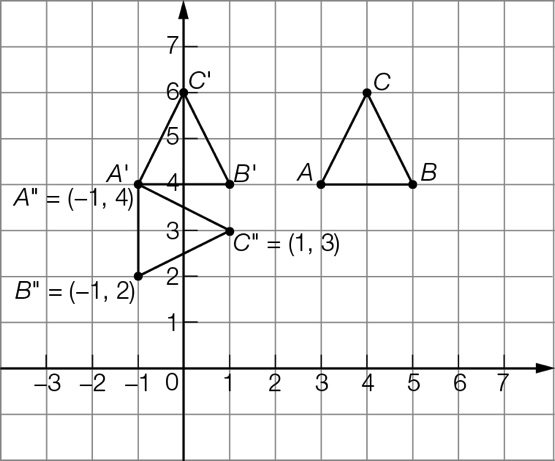 7
C'
6
C
5
A'
4
B'
A
B
A" = (−1, 4)
3
C" = (1, 3)
2
B" = (−1, 2)
1
−3 −2 −1 0 1 2 3 4 5 6 7